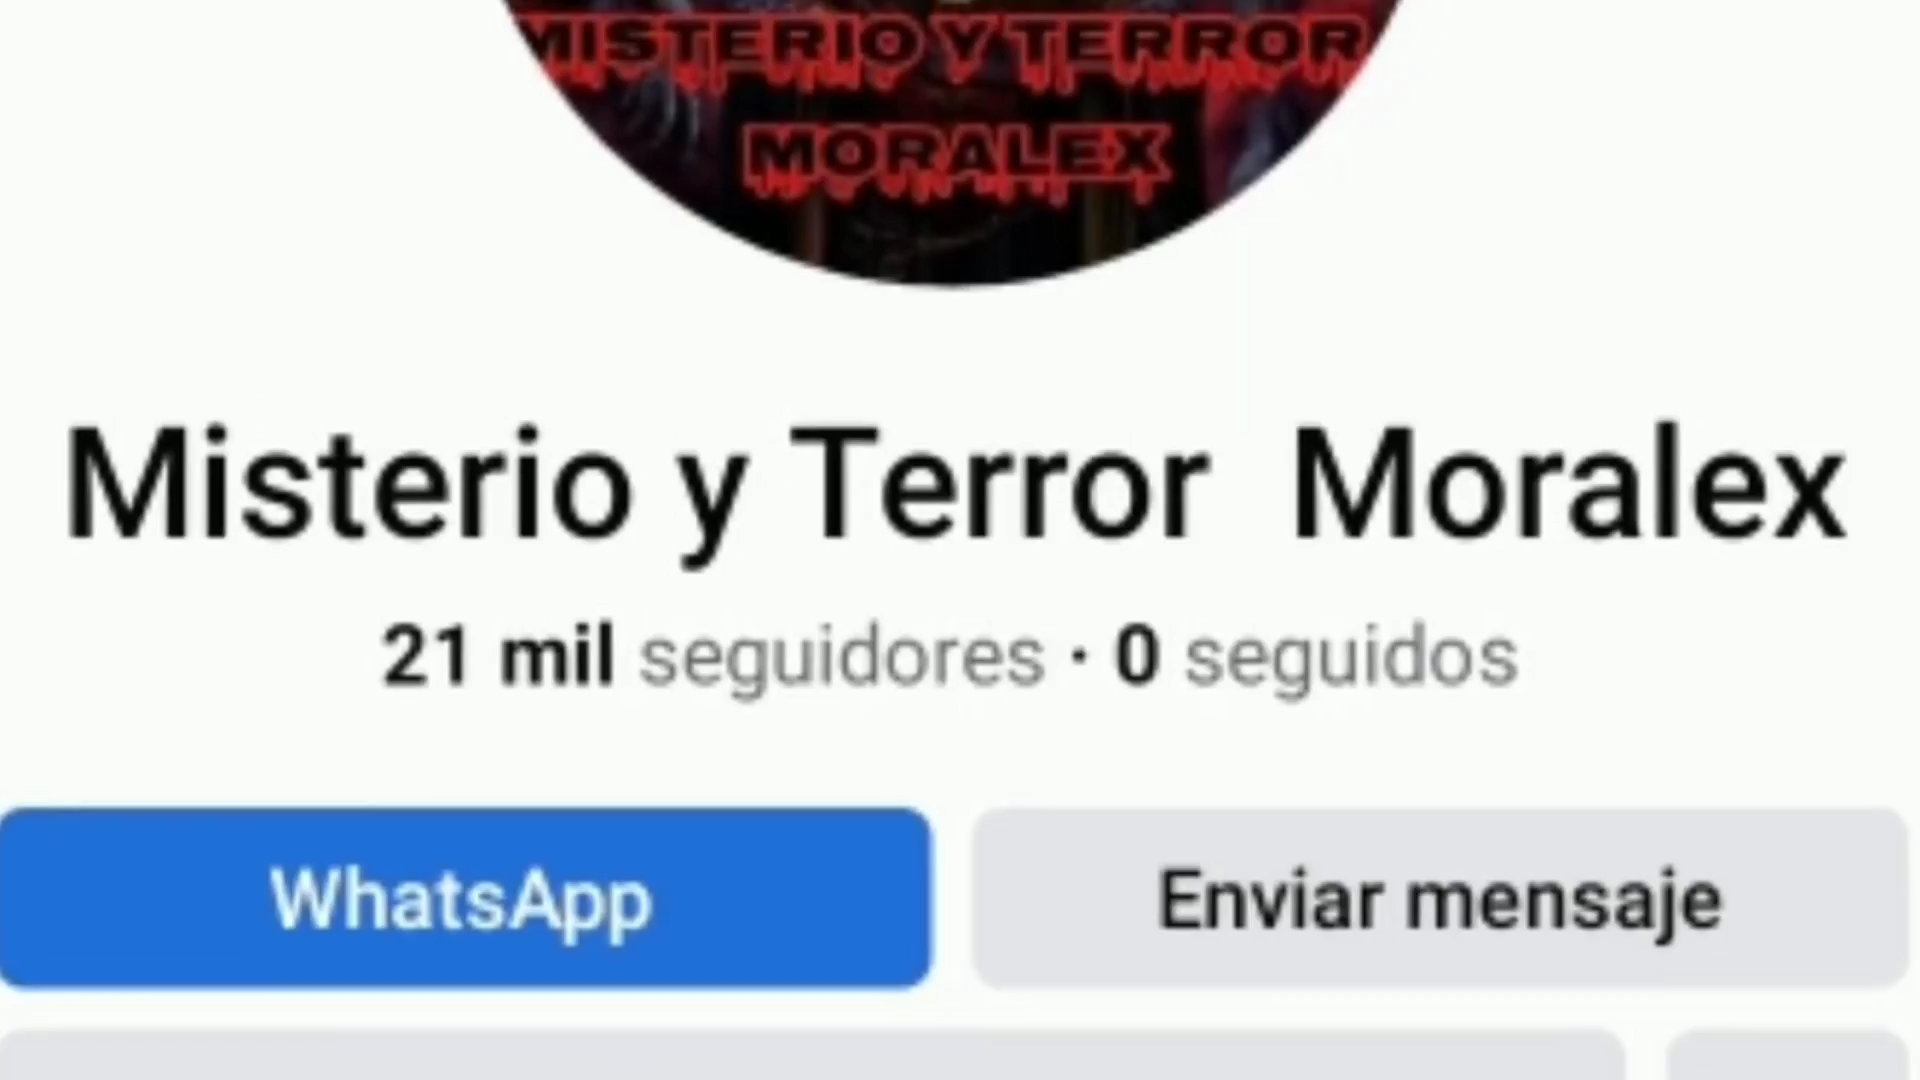 MISTERIO Y TERROR
MORALEX
Misterio y Terror Moralex
21 mil seguidores · 0 seguidos
WhatsApp
Enviar mensaje